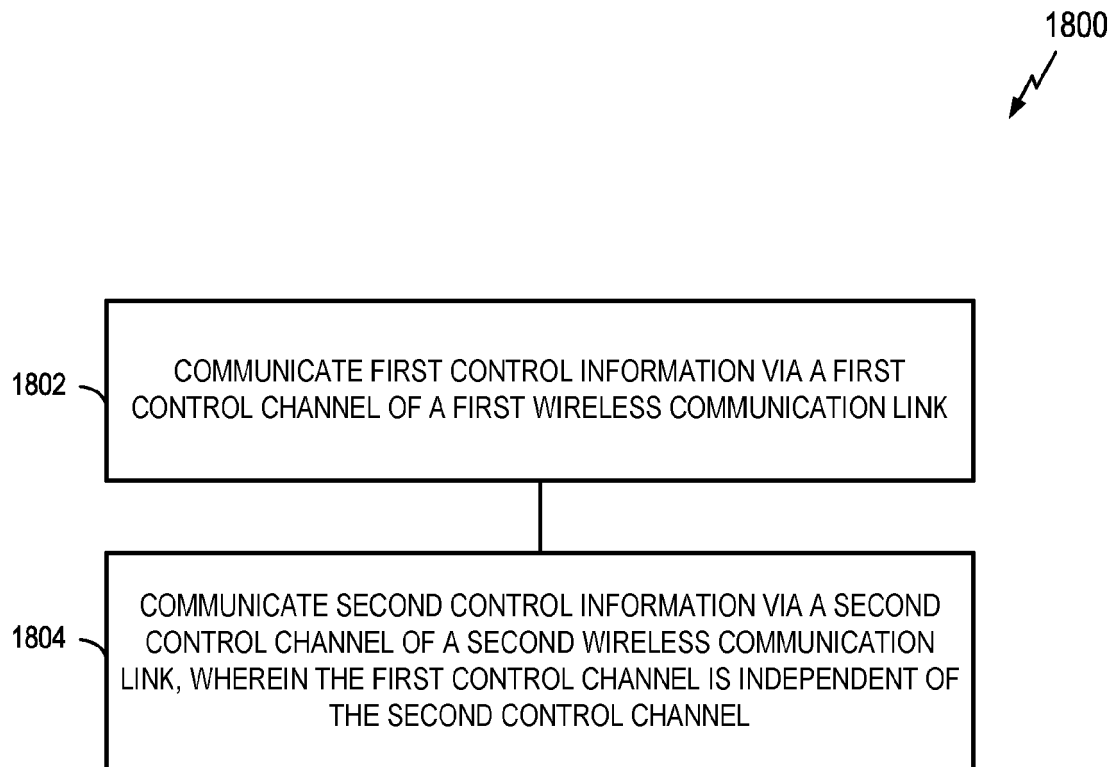 1800
1802
COMMUNICATE FIRST CONTROL INFORMATION VIA A FIRST
CONTROL CHANNEL OF A FIRST WIRELESS COMMUNICATION LINK
1804
COMMUNICATE SECOND CONTROL INFORMATION VIA A SECOND
CONTROL CHANNEL OF A SECOND WIRELESS COMMUNICATION
LINK, WHEREIN THE FIRST CONTROL CHANNEL IS INDEPENDENT OF
THE SECOND CONTROL CHANNEL